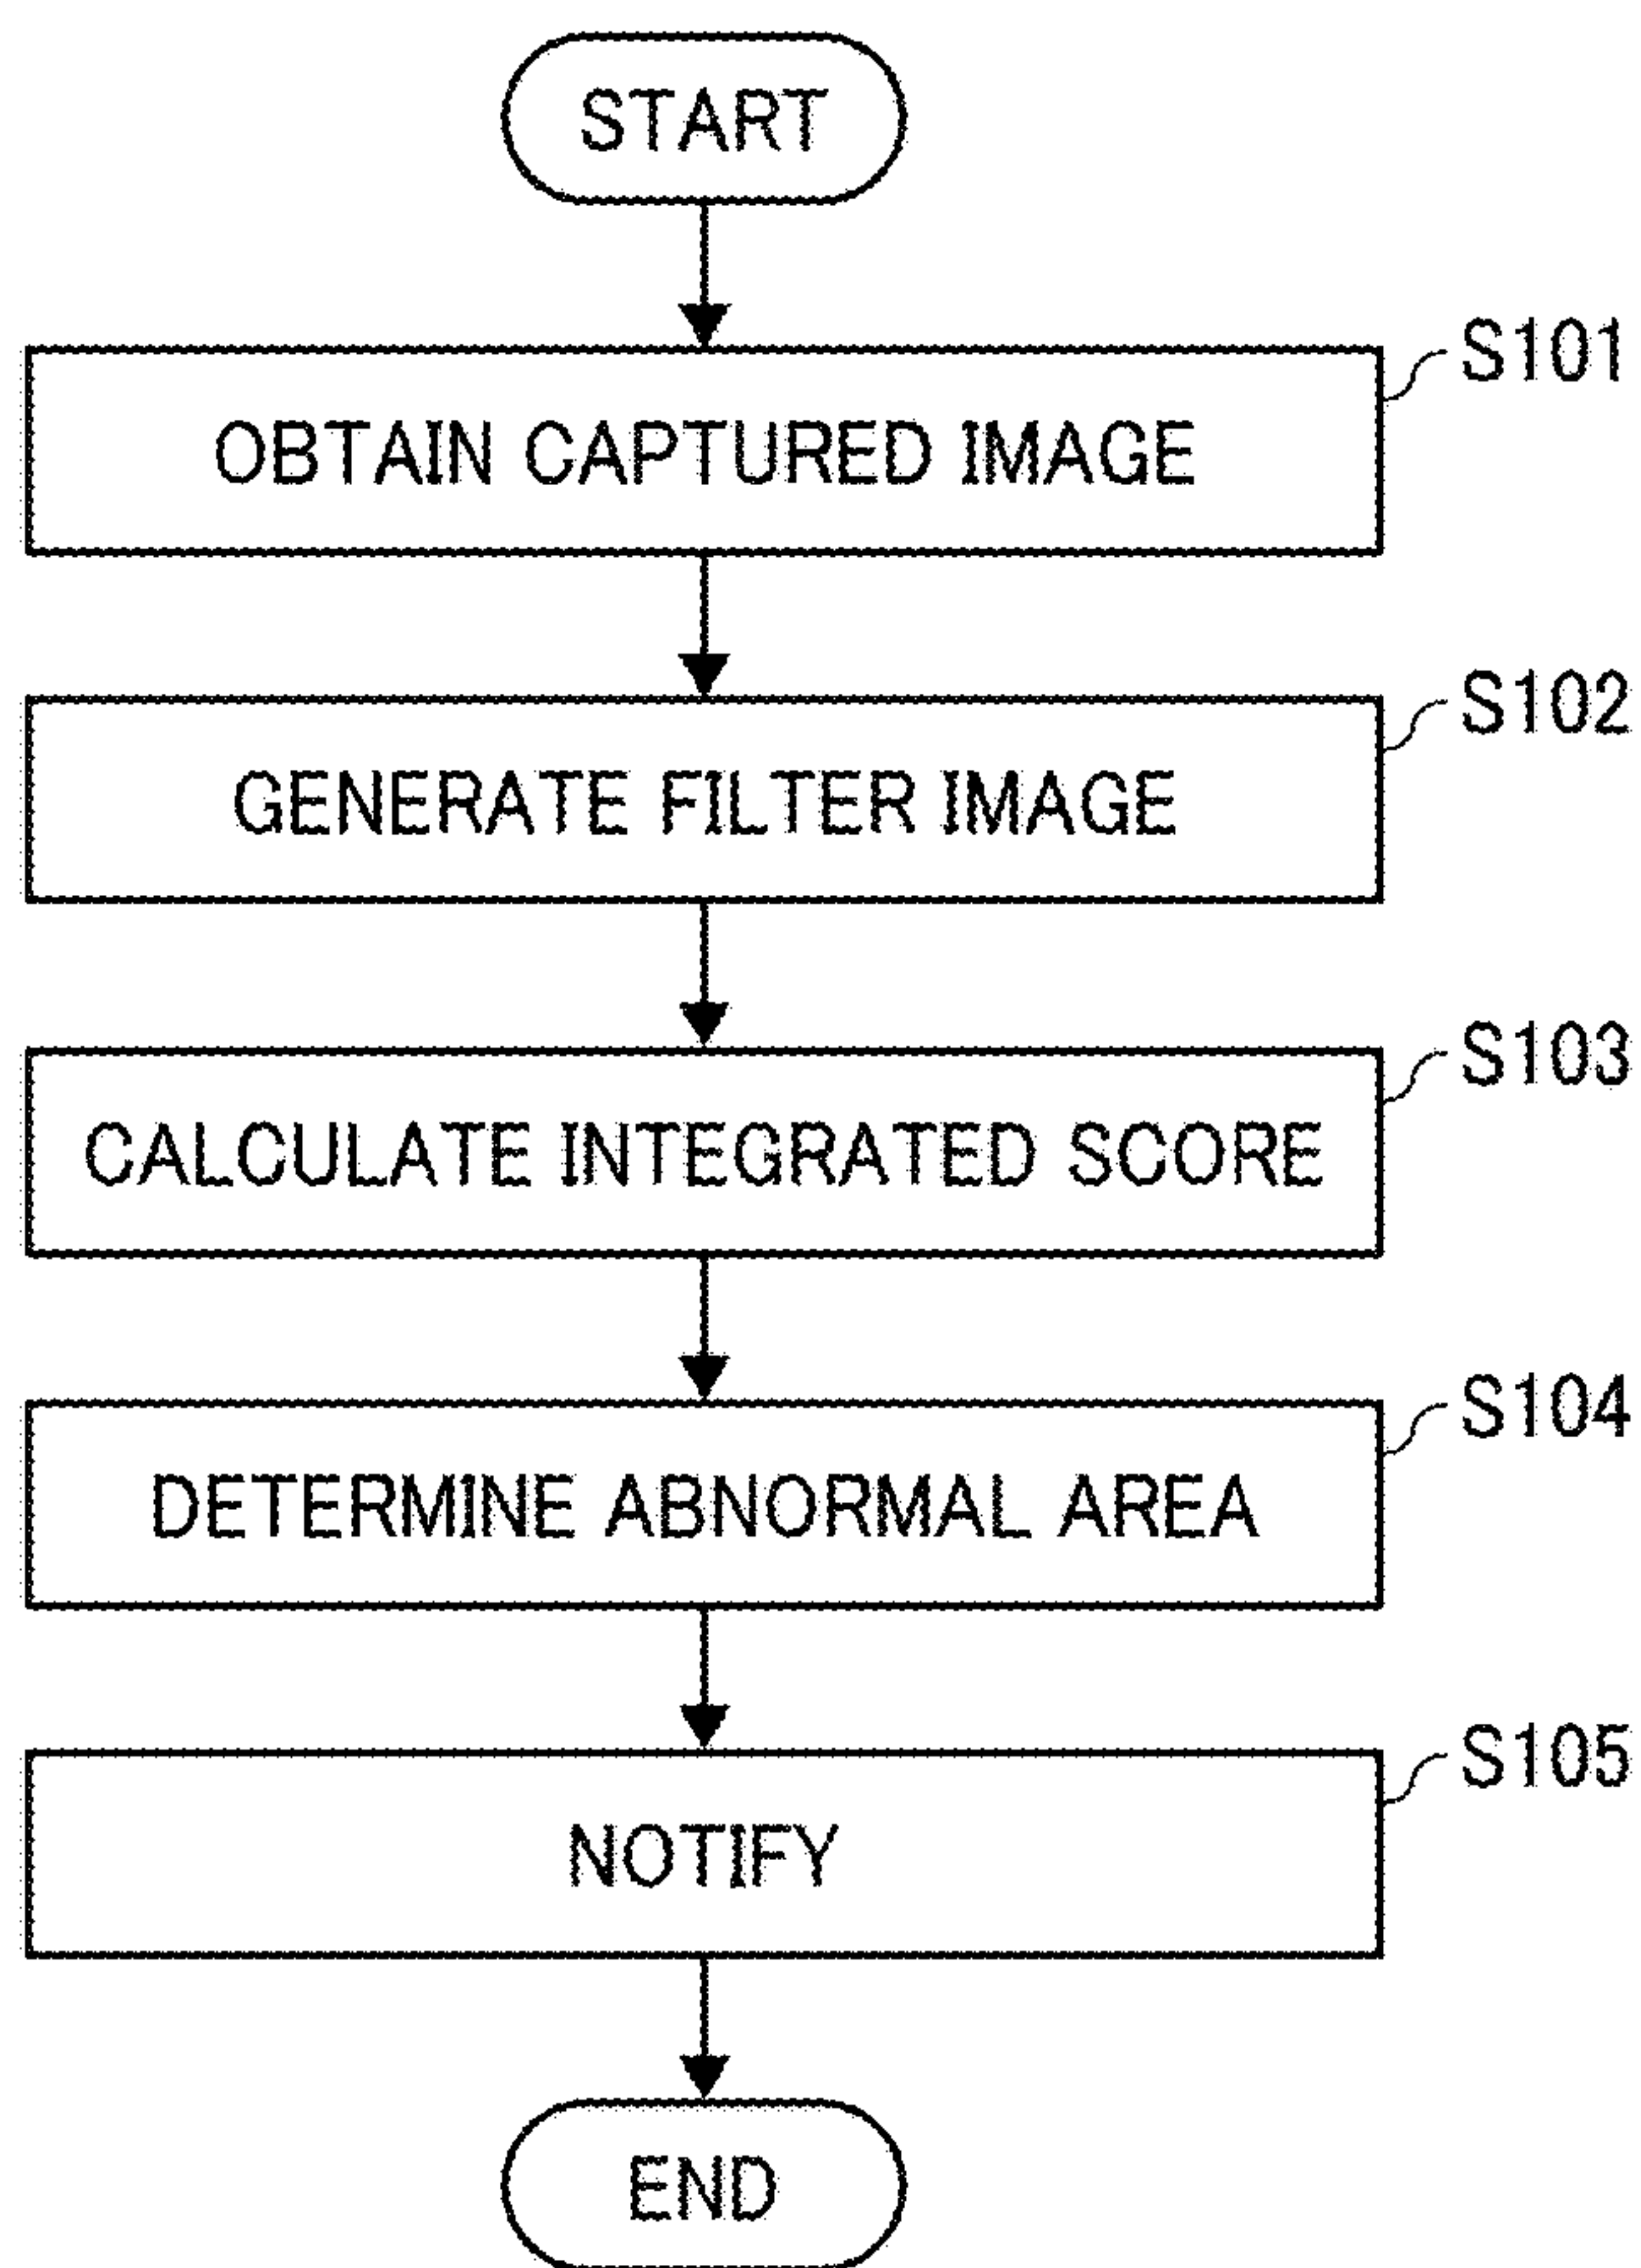 START
S101
OBTAIN CAPTURED IMAGE
S102
GENERATE FILTER IMAGE
S103
CALCULATE INTEGRATED SCORE
S104
DETERMINE ABNORMAL AREA
S105
NOTIFY
END